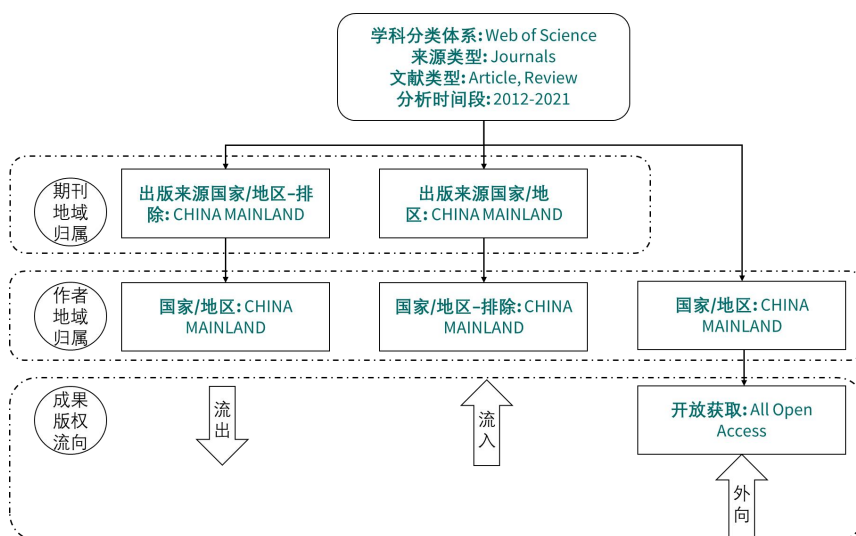 学科分类体系: Web of Science
来源类型: Journals
文献类型: Article, Review
分析时间段: 2012-2021
期刊
地域
归属
出版来源国家/地区-排
除: CHINA MAINLAND
出版来源国家/地
区: CHINA MAINLAND
作者
地域
归属
国家/地区: CHINA
MAINLAND
国家/地区-排除: CHINA
MAINLAND
国家/地区: CHINA
MAINLAND
成果
版权
流向
流
出
流
入
开放获取: All Open
Access
外
向